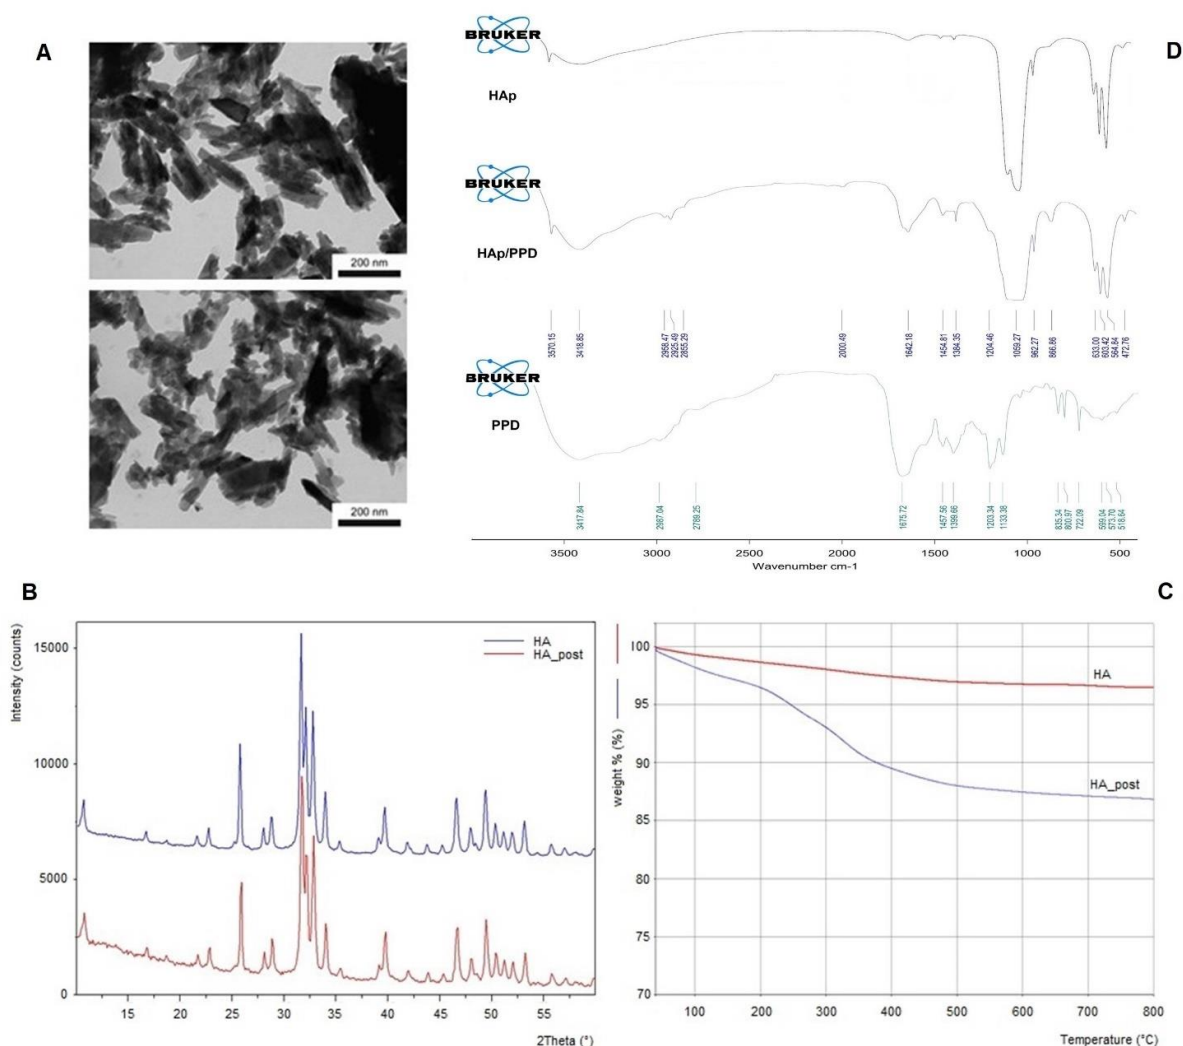 A
200 nm
200 nm
D
BRUKER
HAp
BRUKER
HAp/PPD
3570.15
3418.85
2958.47
2925.49
2855.29
2000.49
1642.18
1454.81
1384.35
1204.46
1059.27
962.27
866.86
633.00
603.42
564.84
472.76
BRUKER
PPD
3417.84
2987.04
2789.25
1675.72
1457.56
1399.66
1203.34
1133.38
835.34
800.97
722.09
599.04
573.70
518.64
3500 3000 2500 2000 1500 1000 500
Wavenumber cm-1
B
Intensity (counts)
15000
10000
5000
0
HA
HA_post
15 20 25 30 35 40 45 50 55
2Theta (°)
C
weight % (%)
100
95
90
85
80
75
70
HA
HA_post
100 200 300 400 500 600 700 800
Temperature (°C)